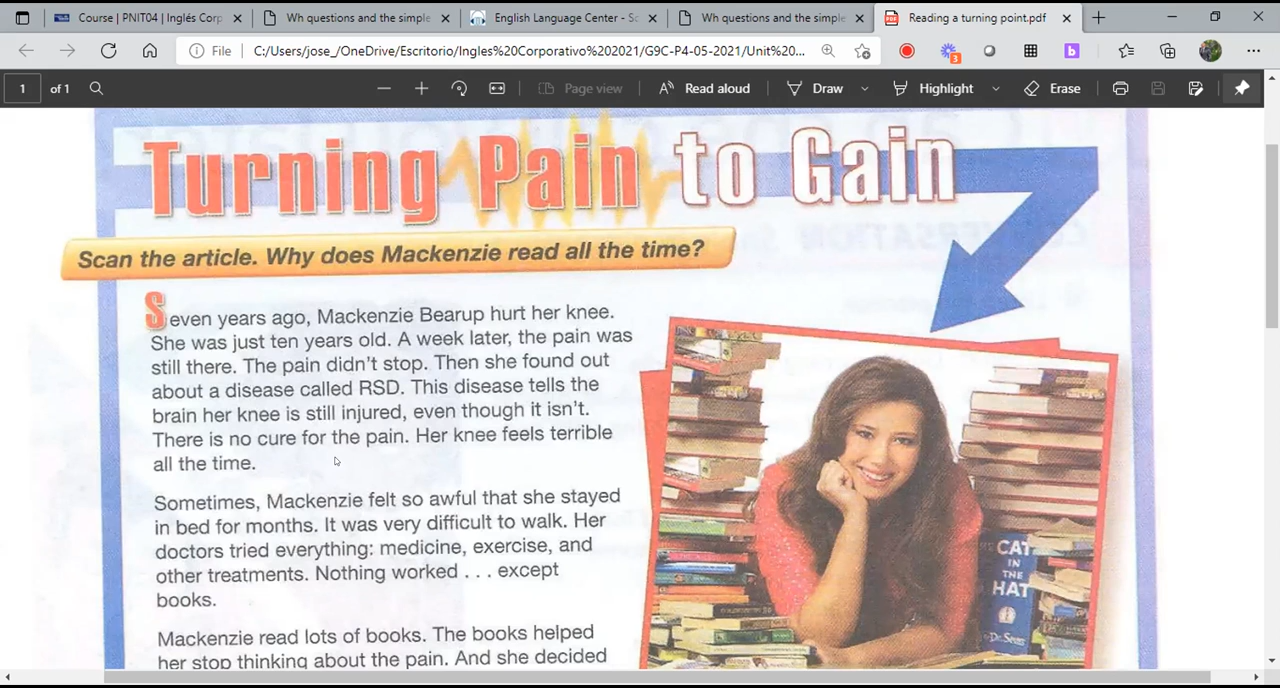 Course | PNIT04 | Inglés Corp
Wh questions and the simple
English Language Center - Sc
Wh questions and the simple
Reading a turning point.pdf
File
C:/Users/jose_/OneDrive/Escritorio/Ingles%20Corporativo%202021/G9C-P4-05-2021/Unit%20...
3
b
1 of 1
Page view
Read aloud
Draw
Highlight
Erase
Turning Pain to Gain
Scan the article. Why does Mackenzie read all the time?
Seven years ago, Mackenzie Bearup hurt her knee.
She was just ten years old. A week later, the pain was
still there. The pain didn't stop. Then she found out
about a disease called RSD. This disease tells the
brain her knee is still injured, even though it isn't.
There is no cure for the pain. Her knee feels terrible
all the time.
Sometimes, Mackenzie felt so awful that she stayed
in bed for months. It was very difficult to walk. Her
doctors tried everything: medicine, exercise, and
other treatments. Nothing worked . . . except
books.
Mackenzie read lots of books. The books helped
her stop thinking about the pain. And she decided
CAT
IN
THE
HAT
Dr. Seuss